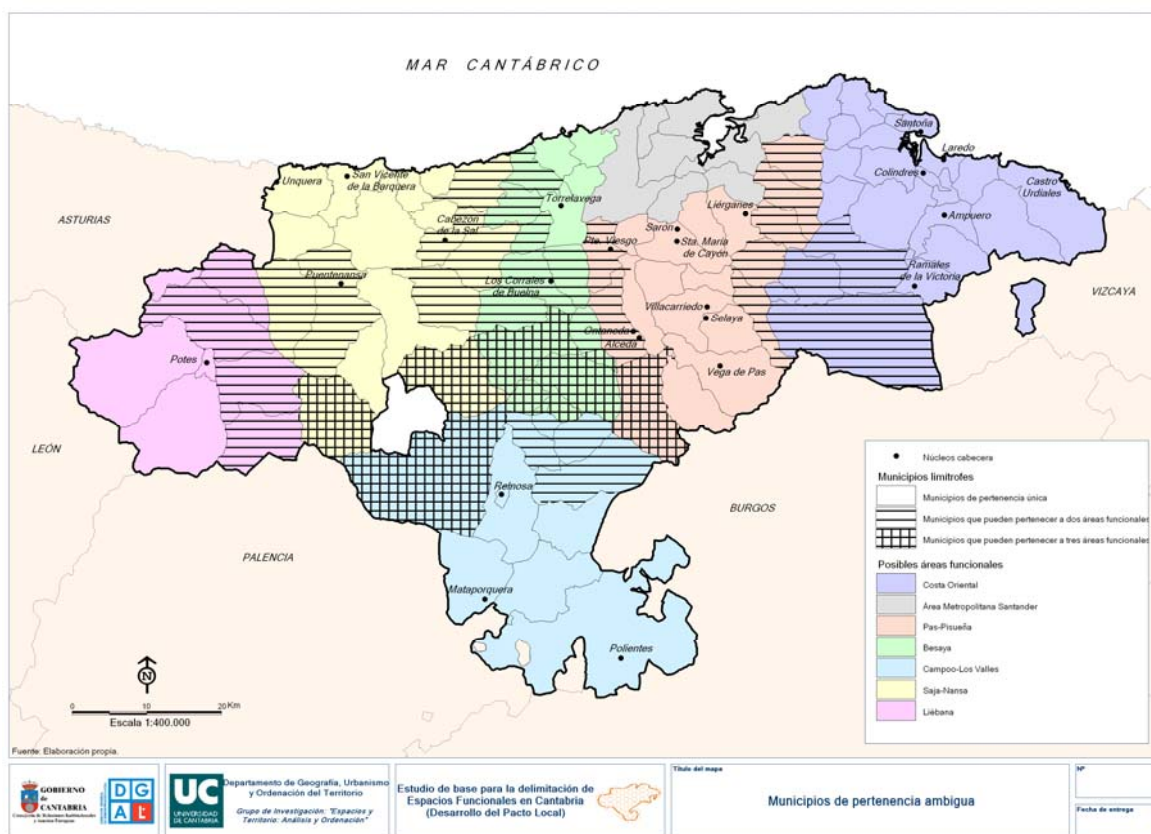 MAR CANTÁBRICO
Santoña
Laredo
Colindres
Castro
Urdiales
Unquera
San Vicente
de la Barquera
Torrelavega
Liérganes
Ampuero
ASTURIAS
Cabezón
de la Sal
Sarón
Pte. Viesgo
Sta. María
de Cayón
Puentenansa
Los Corrales
de Buelna
Ramales
de la Victoria
VIZCAYA
Villacarriedo
Selaya
Ontaneda
Alceda
Potes
Vega de Pas
LEÓN
Reinosa
BURGOS
PALENCIA
Mataporquera
Polientes
Núcleos cabecera
Municipios limítrofes
Municipios de pertenencia única
Municipios que pueden pertenecer a dos áreas funcionales
Municipios que pueden pertenecer a tres áreas funcionales
Posibles áreas funcionales
Costa Oriental
Área Metropolitana Santander
Pas-Pisueña
Besaya
Campoo-Los Valles
Saja-Nansa
Liébana
N
0 10 20 Km
Escala 1:400.000
Fuente: Elaboración propia.
GOBIERNO
de
CANTABRIA
DG
At
UC
UNIVERSIDAD
DE CANTABRIA
Departamento de Geografía, Urbanismo
y Ordenación del Territorio
Grupo de Investigación: "Espacios y
Territorio: Análisis y Ordenación"
Estudio de base para la delimitación de
Espacios Funcionales en Cantabria
(Desarrollo del Pacto Local)
Título del mapa
Municipios de pertenencia ambigua
Nº
Fecha de entrega